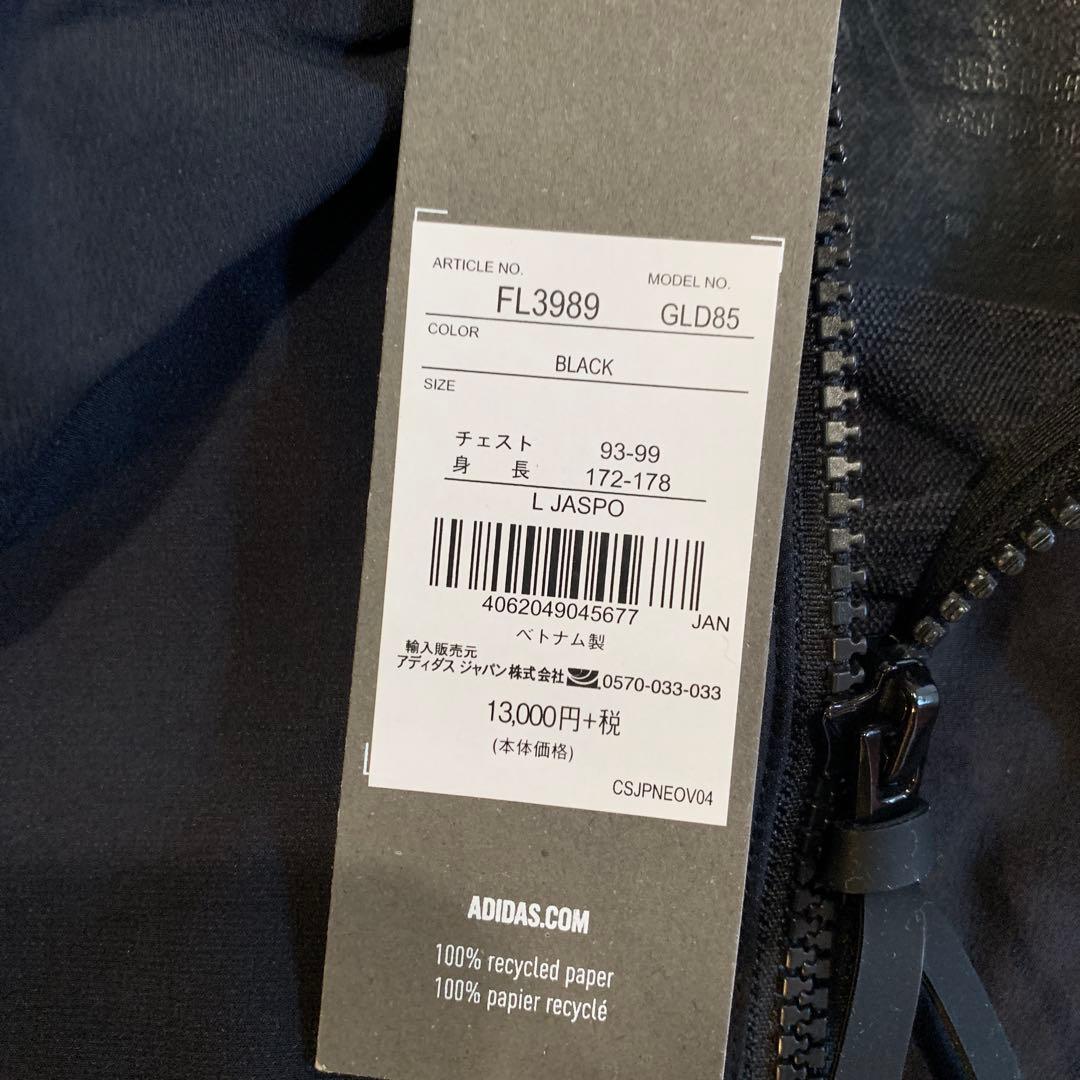 ARTICLE NO. MODEL NO.
FL3989 GLD85
COLOR
BLACK
SIZE
チェスト 93-99
身 長 172-178
L JASPO
4062049045677 JAN
ベトナム製
輸入販売元
アディダス ジャパン株式会社 0570-033-033
13,000円+税
(本体価格)
CSJPNEOV04
ADIDAS.COM
100% recycled paper
100% papier recyclé